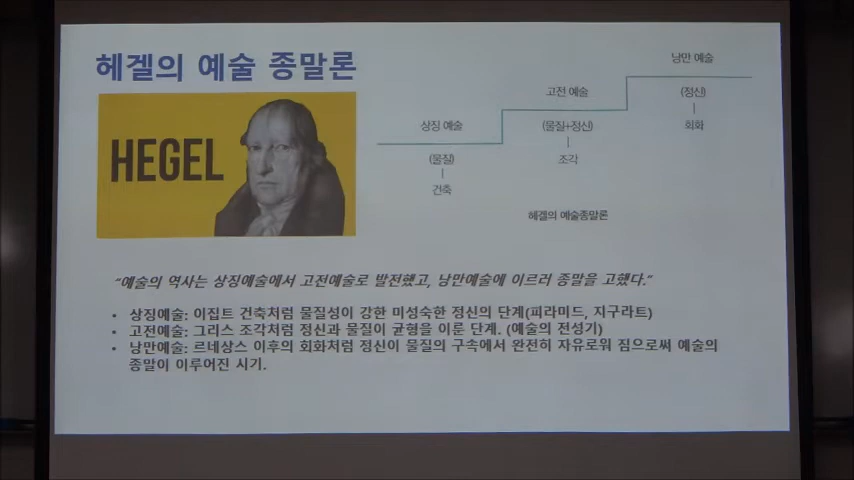 헤겔의 예술 종말론
HEGEL
상징 예술
(물질)
건축
고전 예술
(물질+정신)
조각
낭만 예술
(정신)
회화
헤겔의 예술종말론
“예술의 역사는 상징예술에서 고전예술로 발전했고, 낭만예술에 이르러 종말을 고했다.”
• 상징예술: 이집트 건축처럼 물질성이 강한 미성숙한 정신의 단계(피라미드, 지구라트)
• 고전예술: 그리스 조각처럼 정신과 물질이 균형을 이룬 단계. (예술의 전성기)
• 낭만예술: 르네상스 이후의 회화처럼 정신이 물질의 구속에서 완전히 자유로워 짐으로써 예술의
종말이 이루어진 시기.